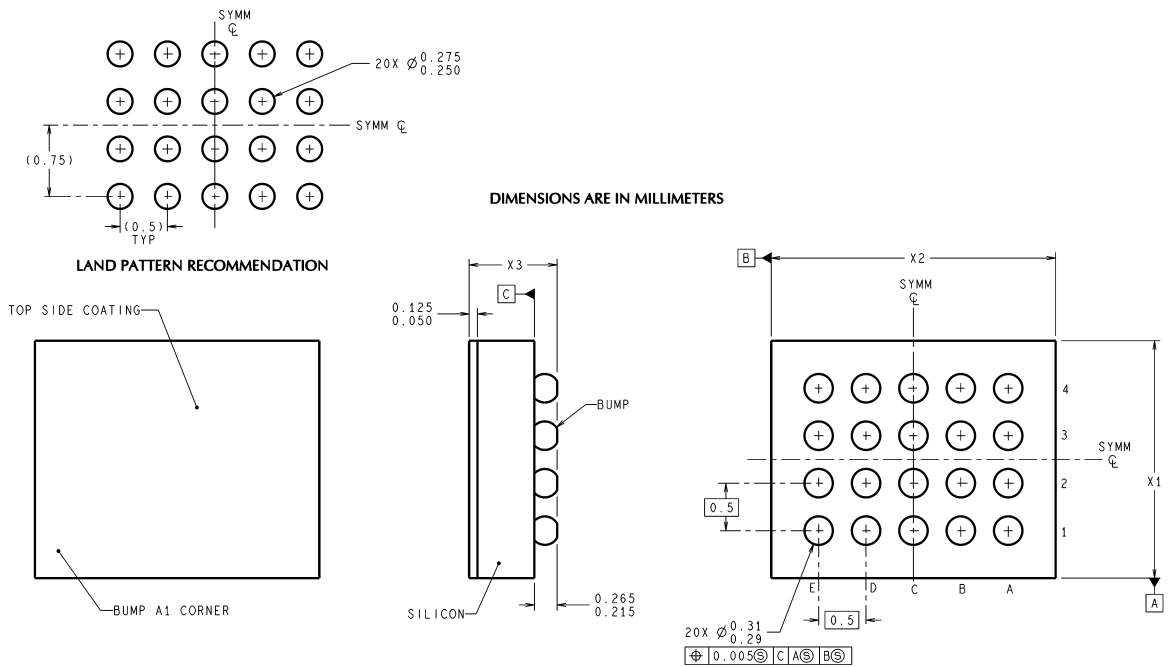 SYMM
℄
20X Ø 0.275
0.250
SYMM ℄
(0.75)
(0.5)
TYP
DIMENSIONS ARE IN MILLIMETERS
LAND PATTERN RECOMMENDATION
TOP SIDE COATING
BUMP A1 CORNER
X3
C
0.125
0.050
BUMP
SILICON
0.265
0.215
B
X2
SYMM
℄
4
3
SYMM
℄
2
X1
0.5
1
E D C B A
A
0.5
20X Ø 0.31
0.29
⌖ 0.005Ⓢ C AⓈ BⓈ